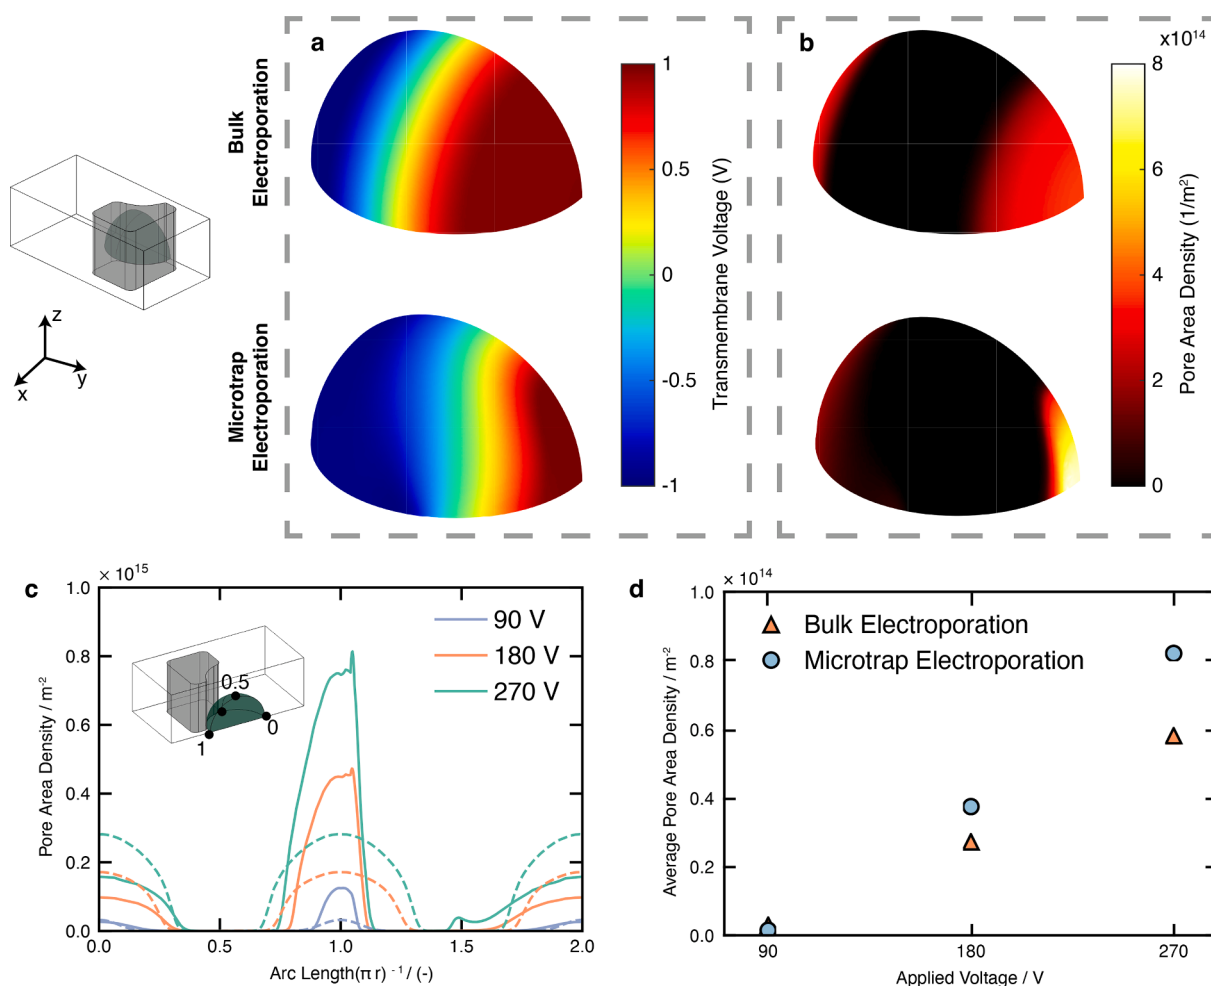 a
b
x10¹⁴
Bulk
Electroporation
Microtrap
Electroporation
z
y
x
1
0.5
0
-0.5
-1
Transmembrane Voltage (V)
8
6
4
2
0
Pore Area Density (1/m²)
c
× 10¹⁵
1.0
0.8
0.6
0.4
0.2
0.0
Pore Area Density / m⁻²
90 V
180 V
270 V
0.5
0
1
0.0
0.5
1.0
1.5
2.0
Arc Length(π r) ⁻¹ / (-)
d
× 10¹⁴
1.0
0.8
0.6
0.4
0.2
0.0
Average Pore Area Density / m⁻²
Bulk Electroporation
Microtrap Electroporation
90
180
270
Applied Voltage / V